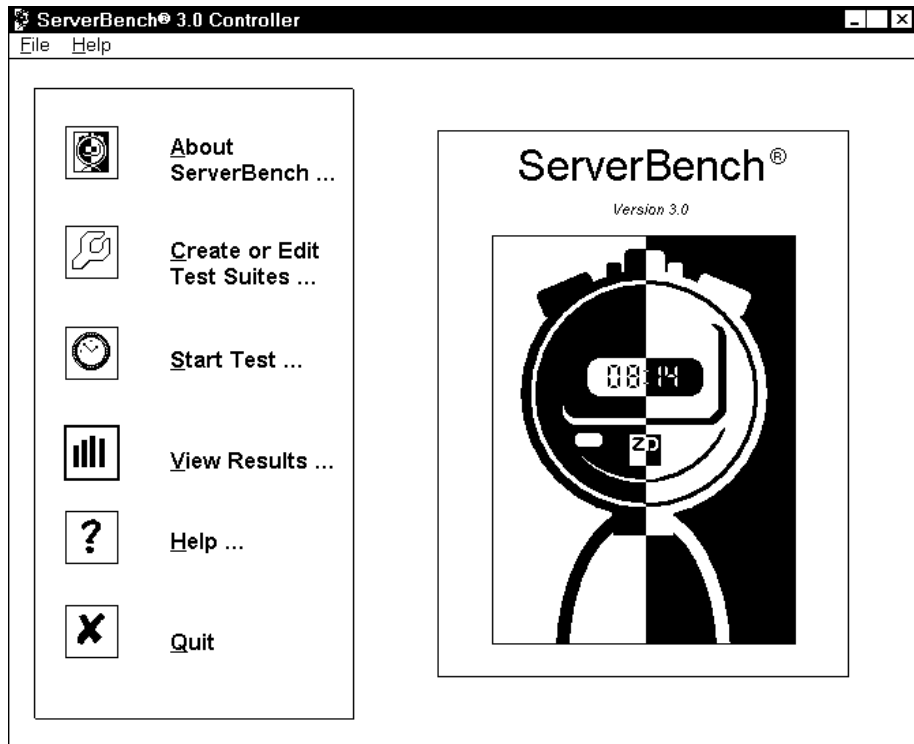 ServerBench® 3.0 Controller
File Help
About
ServerBench ...
Create or Edit
Test Suites ...
Start Test ...
View Results ...
Help ...
Quit
ServerBench®
Version 3.0
08:14
ZD